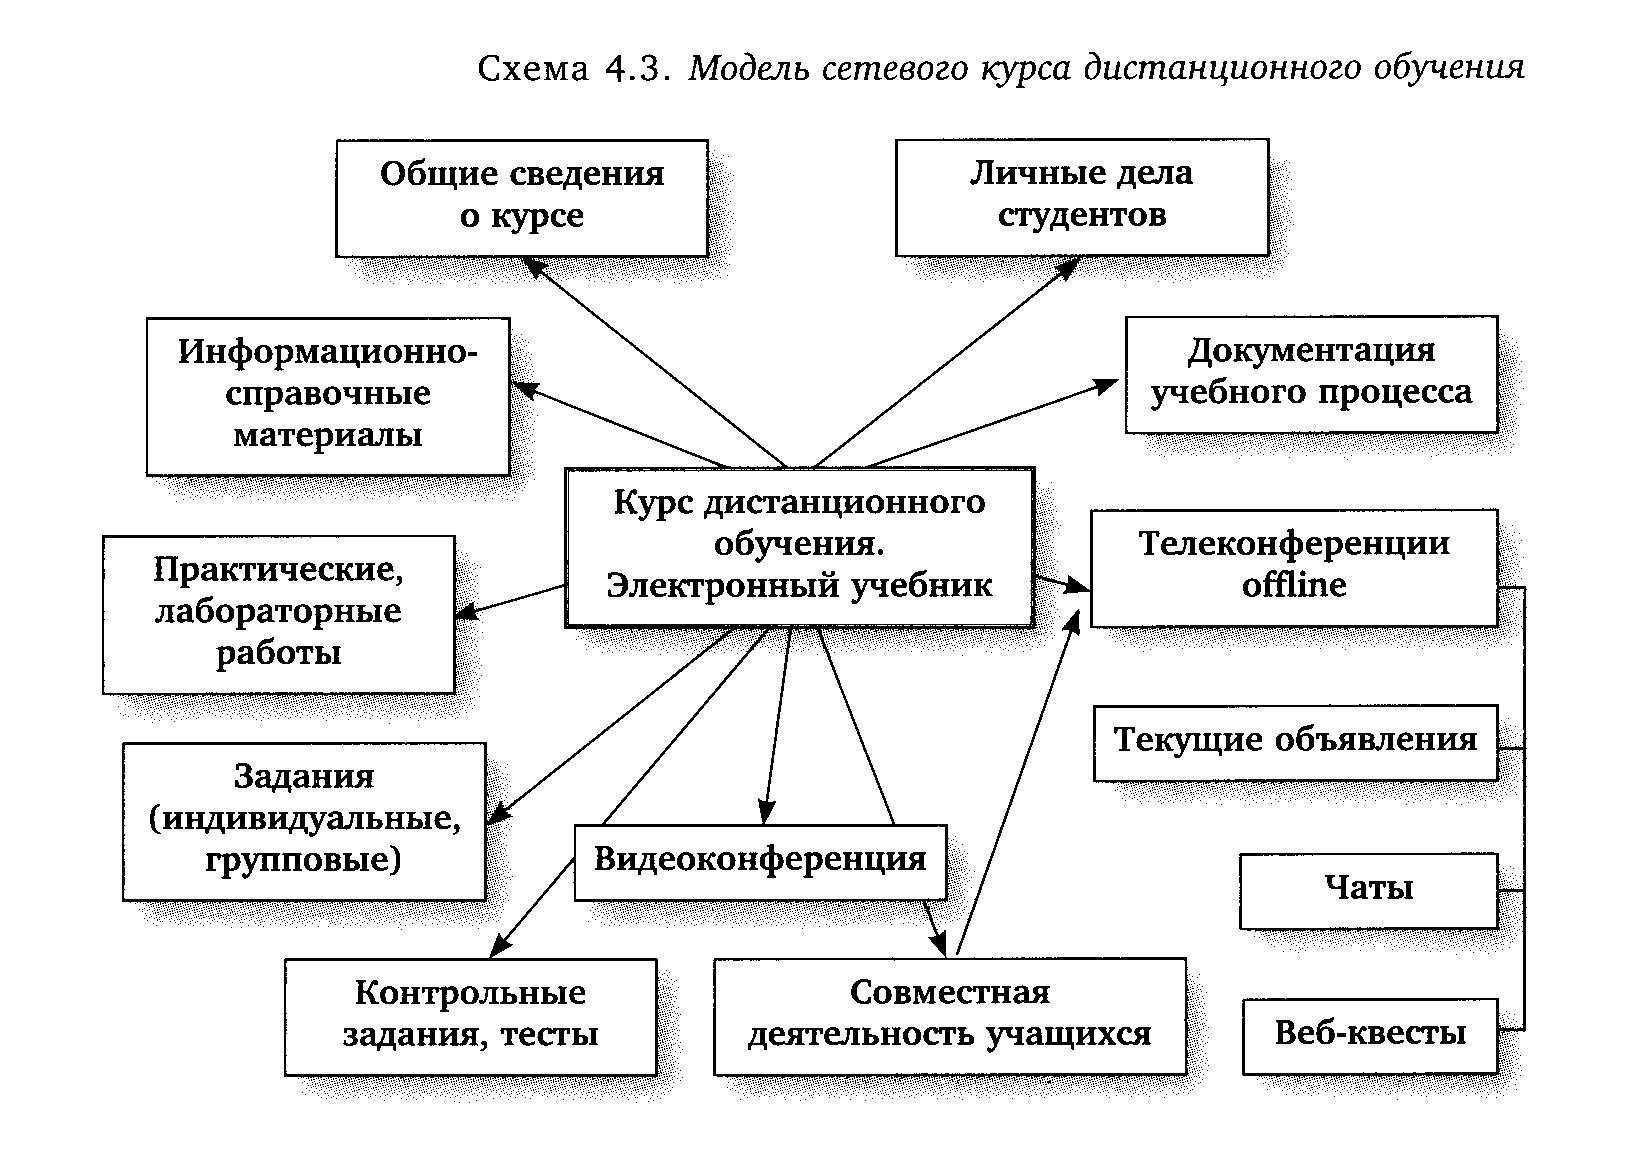 Схема 4.3. Модель сетевого курса дистанционного обучения
Общие сведения
о курсе
Личные дела
студентов
Информационно-
справочные
материалы
Документация
учебного процесса
Курс дистанционного
обучения.
Электронный учебник
Телеконференции
offline
Практические,
лабораторные
работы
Текущие объявления
Задания
(индивидуальные,
групповые)
Видеоконференция
Чаты
Контрольные
задания, тесты
Совместная
деятельность учащихся
Веб-квесты